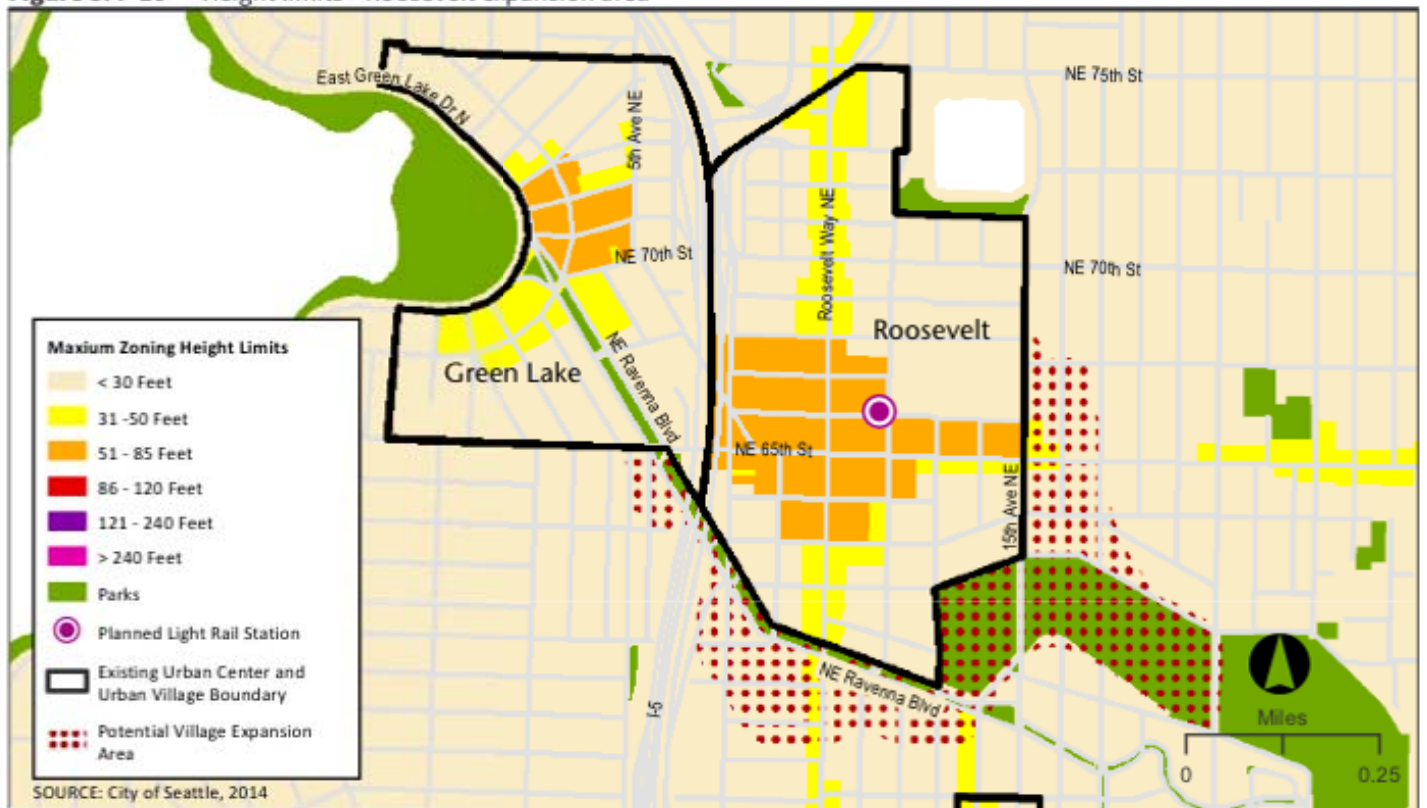 East Green Lake Dr N
5th Ave NE
NE 75th St
Roosevelt Way NE
NE 70th St
NE 70th St
Roosevelt
Green Lake
NE Ravenna Blvd
NE 65th St
15th Ave NE
NE Ravenna Blvd
I-5
Maxium Zoning Height Limits
< 30 Feet
31 -50 Feet
51 - 85 Feet
86 - 120 Feet
121 - 240 Feet
> 240 Feet
Parks
Planned Light Rail Station
Existing Urban Center and
Urban Village Boundary
Potential Village Expansion
Area
Miles
0
0.25
SOURCE: City of Seattle, 2014